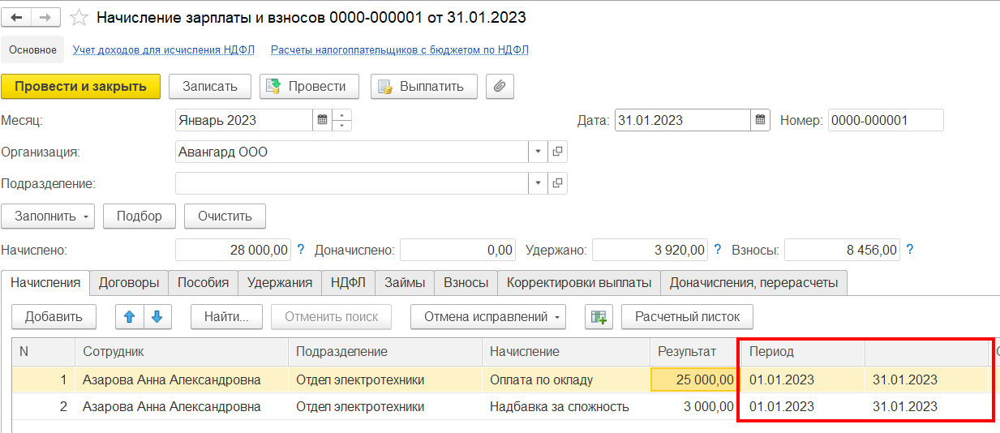 Начисление зарплаты и взносов 0000-000001 от 31.01.2023
Основное Учет доходов для исчисления НДФЛ Расчеты налогоплательщиков с бюджетом по НДФЛ
Провести и закрыть Записать Провести Выплатить
Месяц: Январь 2023 Дата: 31.01.2023 Номер: 0000-000001
Организация: Авангард ООО
Подразделение:
Заполнить Подбор Очистить
Начислено: 28 000,00 ? Доначислено: 0,00 Удержано: 3 920,00 ? Взносы: 8 456,00 ?
Начисления Договоры Пособия Удержания НДФЛ Займы Взносы Корректировки выплаты Доначисления, перерасчеты
Добавить Найти... Отменить поиск Отмена исправлений Расчетный листок
N Сотрудник Подразделение Начисление Результат Период
1 Азарова Анна Александровна Отдел электротехники Оплата по окладу 25 000,00 01.01.2023 31.01.2023
2 Азарова Анна Александровна Отдел электротехники Надбавка за сложность 3 000,00 01.01.2023 31.01.2023